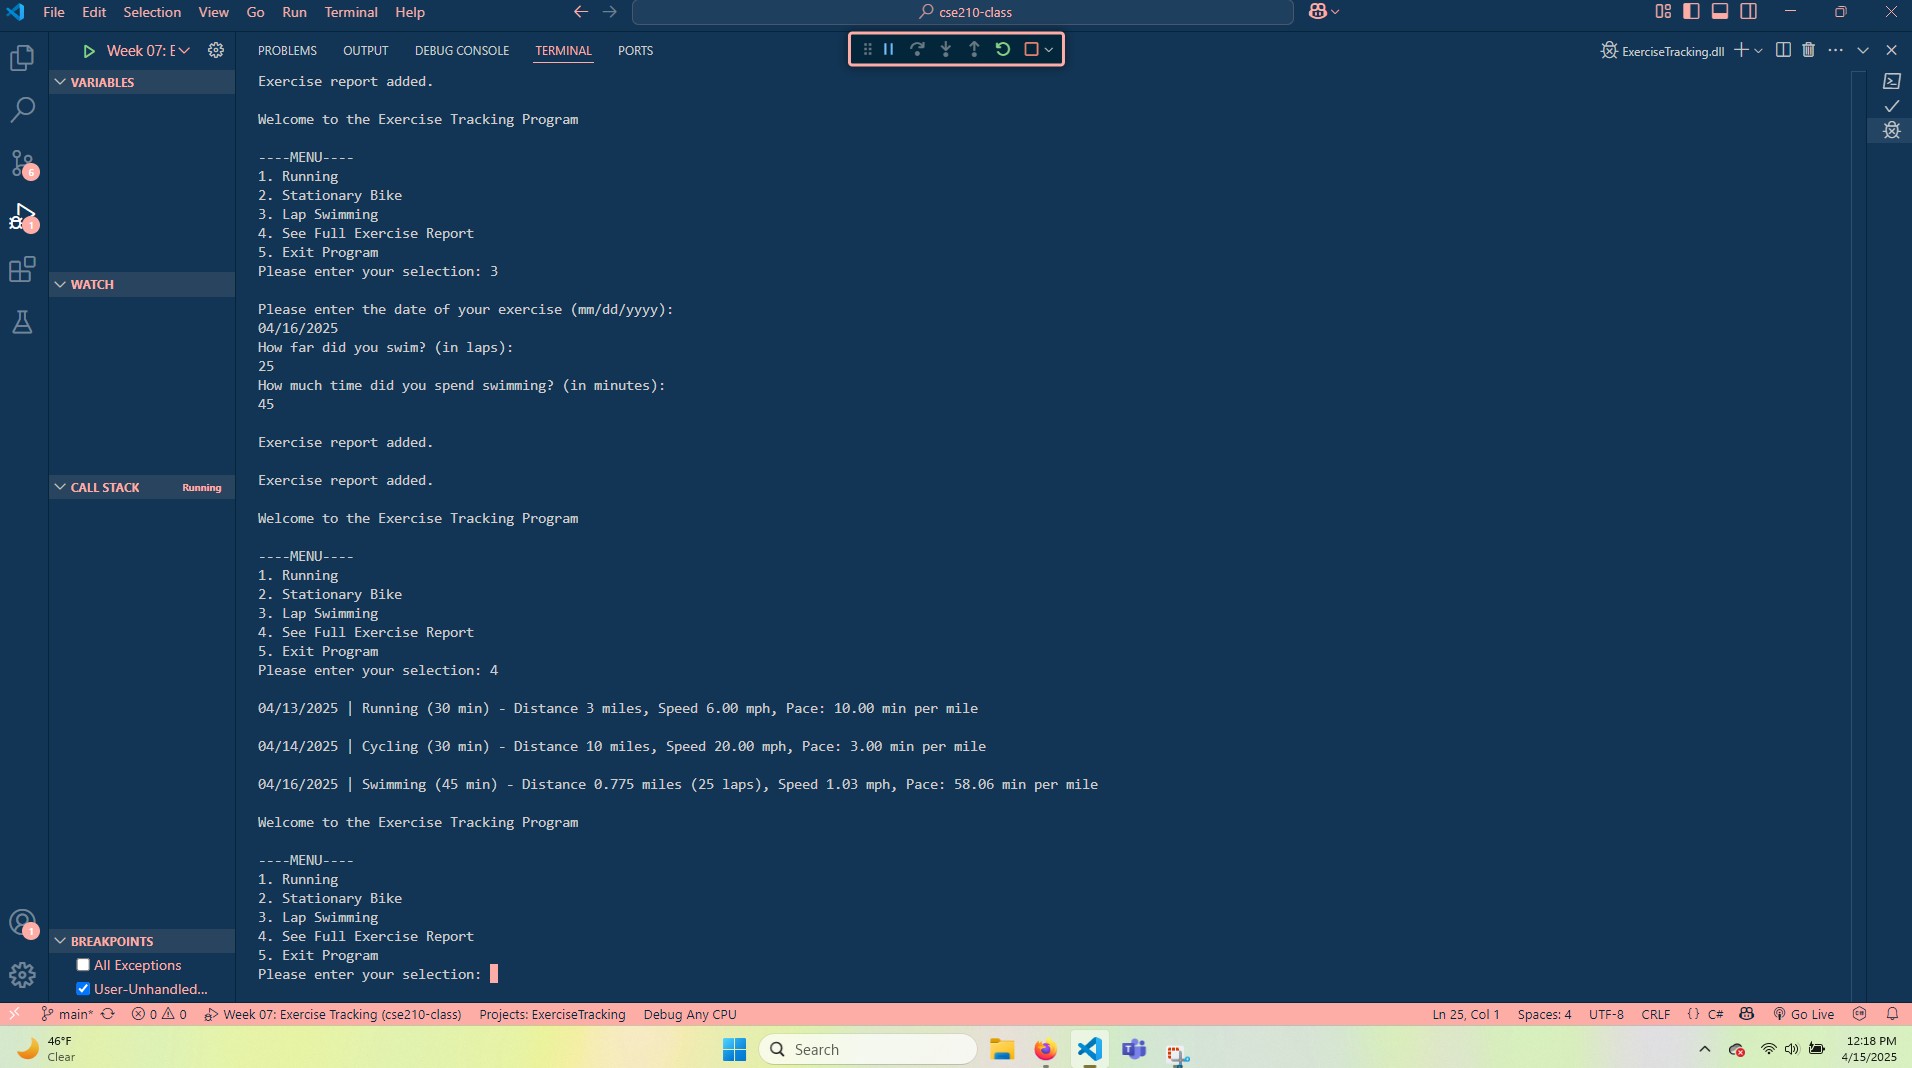 File Edit Selection View Go Run Terminal Help
cse210-class
Week 07: E
PROBLEMS OUTPUT DEBUG CONSOLE TERMINAL PORTS
ExerciseTracking.dll
VARIABLES
WATCH
CALL STACK Running
BREAKPOINTS
All Exceptions
User-Unhandled...
6
1
1
Exercise report added.
Welcome to the Exercise Tracking Program
----MENU----
1. Running
2. Stationary Bike
3. Lap Swimming
4. See Full Exercise Report
5. Exit Program
Please enter your selection: 3
Please enter the date of your exercise (mm/dd/yyyy):
04/16/2025
How far did you swim? (in laps):
25
How much time did you spend swimming? (in minutes):
45
Exercise report added.
Exercise report added.
Welcome to the Exercise Tracking Program
----MENU----
1. Running
2. Stationary Bike
3. Lap Swimming
4. See Full Exercise Report
5. Exit Program
Please enter your selection: 4
04/13/2025 | Running (30 min) - Distance 3 miles, Speed 6.00 mph, Pace: 10.00 min per mile
04/14/2025 | Cycling (30 min) - Distance 10 miles, Speed 20.00 mph, Pace: 3.00 min per mile
04/16/2025 | Swimming (45 min) - Distance 0.775 miles (25 laps), Speed 1.03 mph, Pace: 58.06 min per mile
Welcome to the Exercise Tracking Program
----MENU----
1. Running
2. Stationary Bike
3. Lap Swimming
4. See Full Exercise Report
5. Exit Program
Please enter your selection:
main* 0 0 Week 07: Exercise Tracking (cse210-class) Projects: ExerciseTracking Debug Any CPU Ln 25, Col 1 Spaces: 4 UTF-8 CRLF {} C# Go Live
46°F
Clear
Search
12:18 PM
4/15/2025